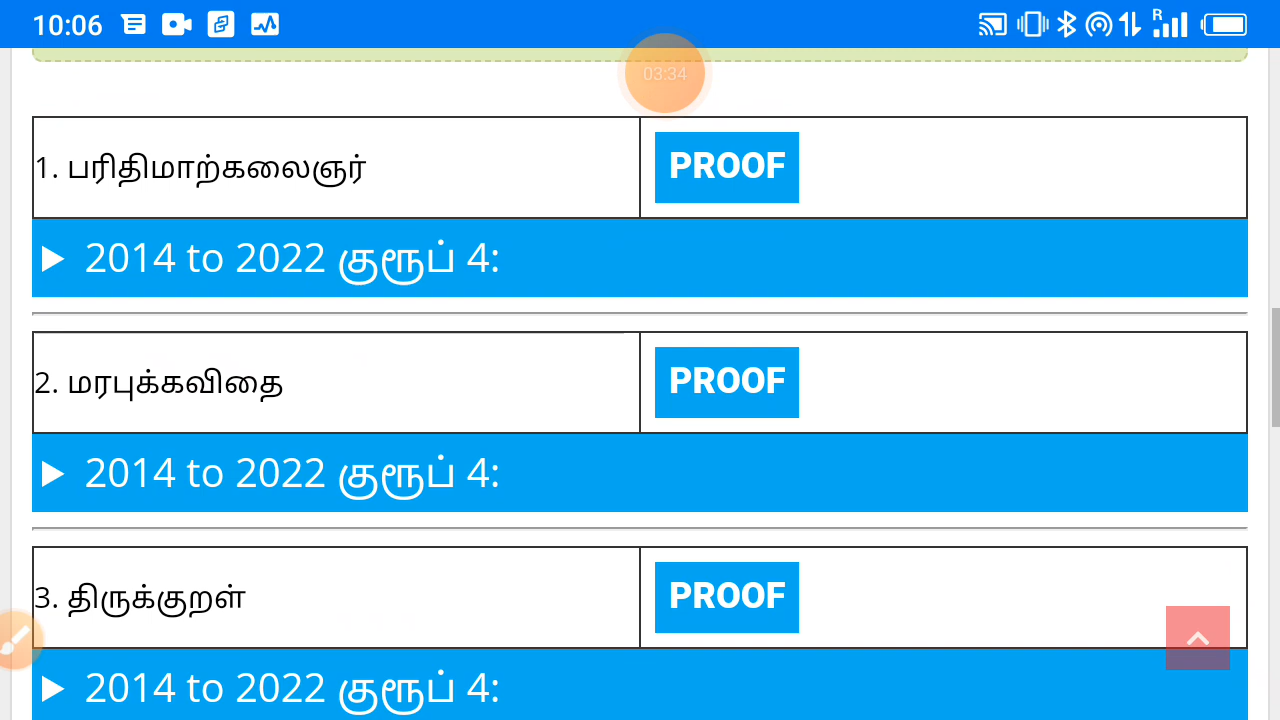 10:06
R
03:34
1. பரிதிமாற்கலைஞர்
PROOF
2014 to 2022 குரூப் 4:
2. மரபுக்கவிதை
PROOF
2014 to 2022 குரூப் 4:
3. திருக்குறள்
PROOF
2014 to 2022 குரூப் 4: